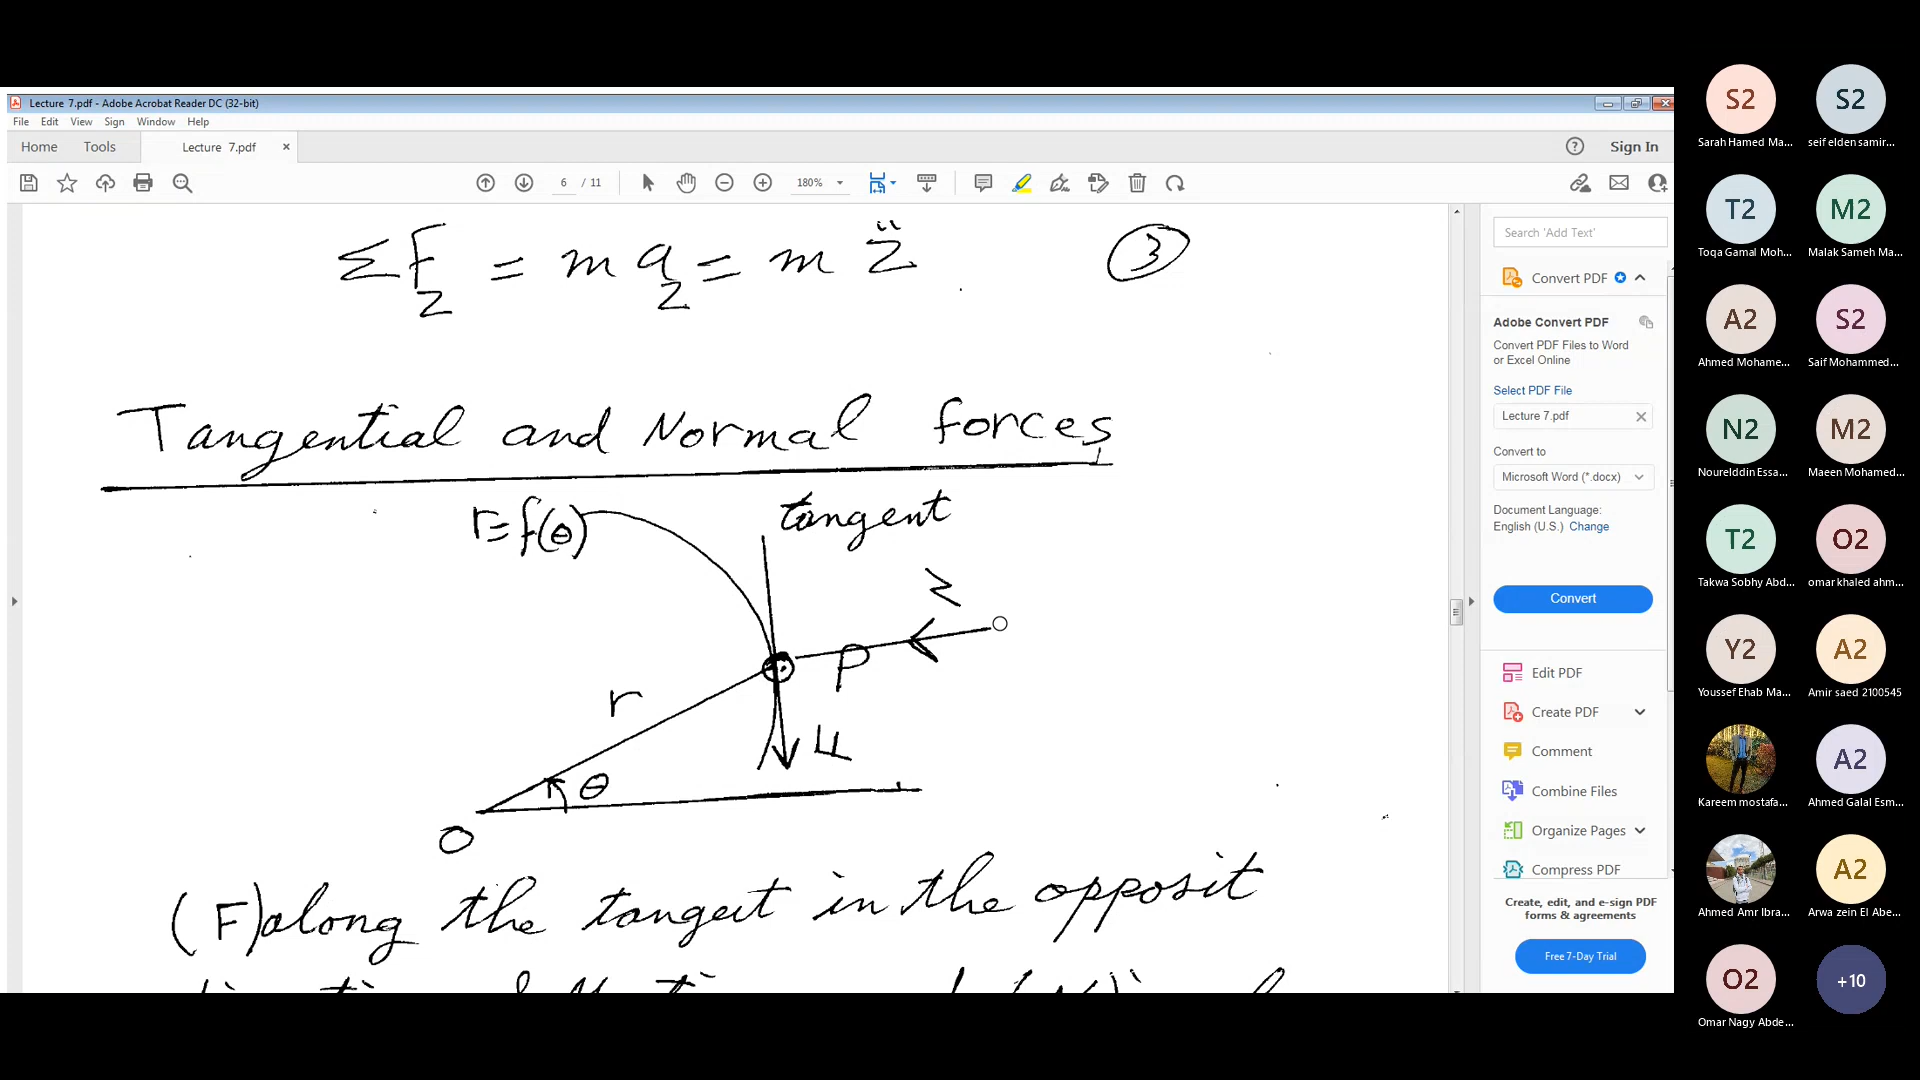 Lecture 7.pdf - Adobe Acrobat Reader DC (32-bit)
File Edit View Sign Window Help
Home Tools Lecture 7.pdf × Sign In
6 / 11 180%
ΣF_z = m a_z = m z̈ ③
Tangential and Normal forces
r=f(θ) tangent
N
P
r
F
θ
O
(F) along the tangent in the opposit
Search 'Add Text'
Convert PDF
Adobe Convert PDF
Convert PDF Files to Word
or Excel Online
Select PDF File
Lecture 7.pdf
Convert to
Microsoft Word (*.docx)
Document Language:
English (U.S.) Change
Convert
Edit PDF
Create PDF
Comment
Combine Files
Organize Pages
Compress PDF
Create, edit, and e-sign PDF
forms & agreements
Free 7-Day Trial
S2 S2
Sarah Hamed Ma... seif elden samir...
T2 M2
Toqa Gamal Moh... Malak Sameh Ma...
A2 S2
Ahmed Mohame... Saif Mohammed...
N2 M2
Nourelddin Essa... Maeen Mohamed...
T2 O2
Takwa Sobhy Abd... omar khaled ahm...
Y2 A2
Youssef Ehab Ma... Amir saed 2100545
A2
Kareem mostafa... Ahmed Galal Esm...
A2
Ahmed Amr Ibra... Arwa zein El Abe...
O2 +10
Omar Nagy Abde...